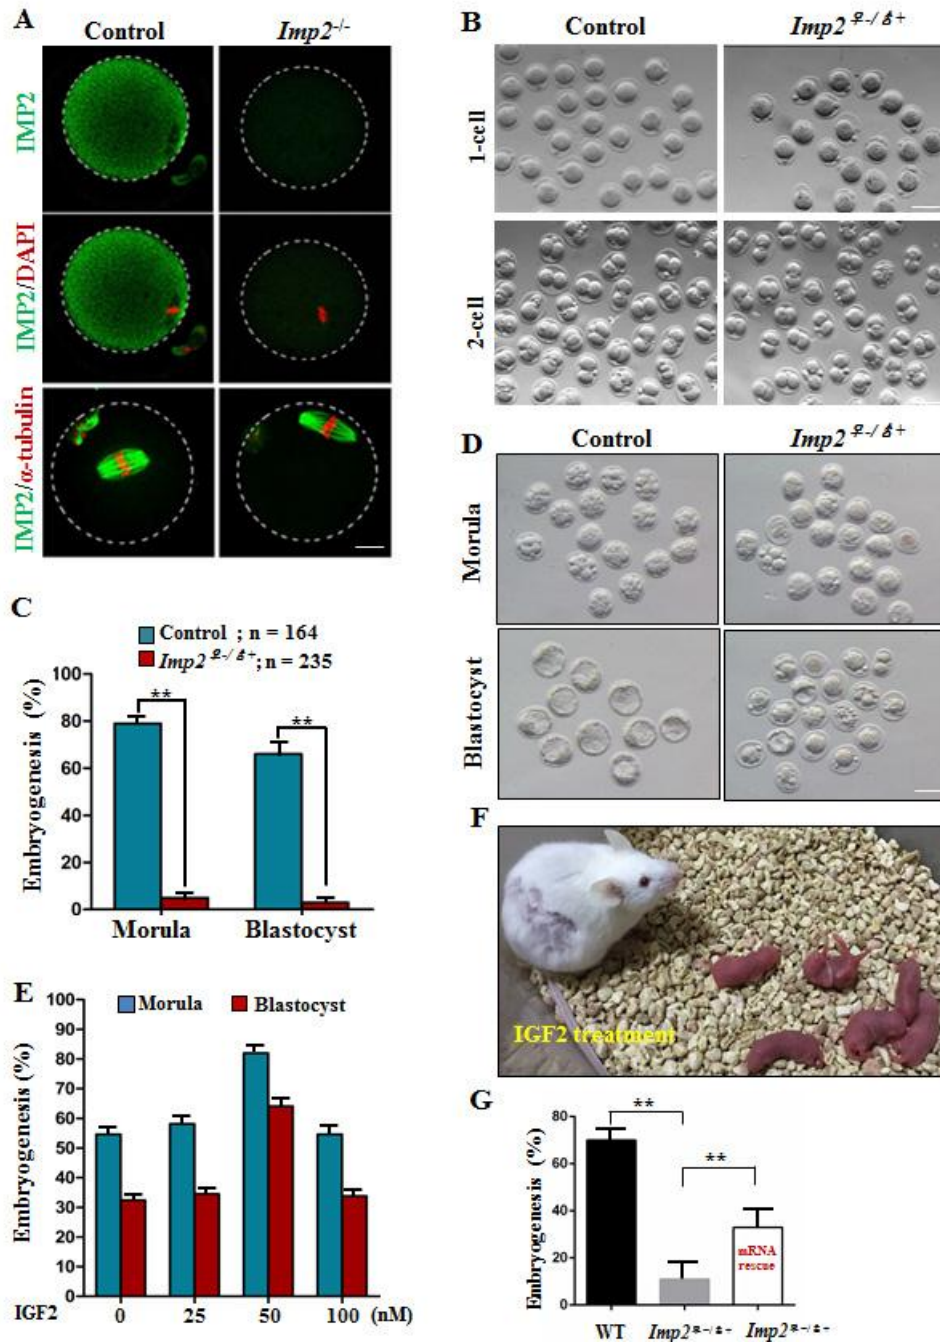 A
Control
Imp2-/-
IMP2
IMP2/DAPI
IMP2/α-tubulin
B
Control
Imp2♀-/♂+
1-cell
2-cell
C
Control ; n = 164
Imp2♀-/♂+; n = 235
Embryogenesis (%)
100
80
60
40
20
0
**
**
Morula
Blastocyst
D
Control
Imp2♀-/♂+
Morula
Blastocyst
E
Morula
Blastocyst
Embryogenesis (%)
100
90
80
70
60
50
40
30
20
10
0
IGF2
0
25
50
100
(nM)
F
IGF2 treatment
G
Embryogenesis (%)
80
60
40
20
0
**
**
mRNA
rescue
WT
Imp2♀-/♂+
Imp2♀-/♂+